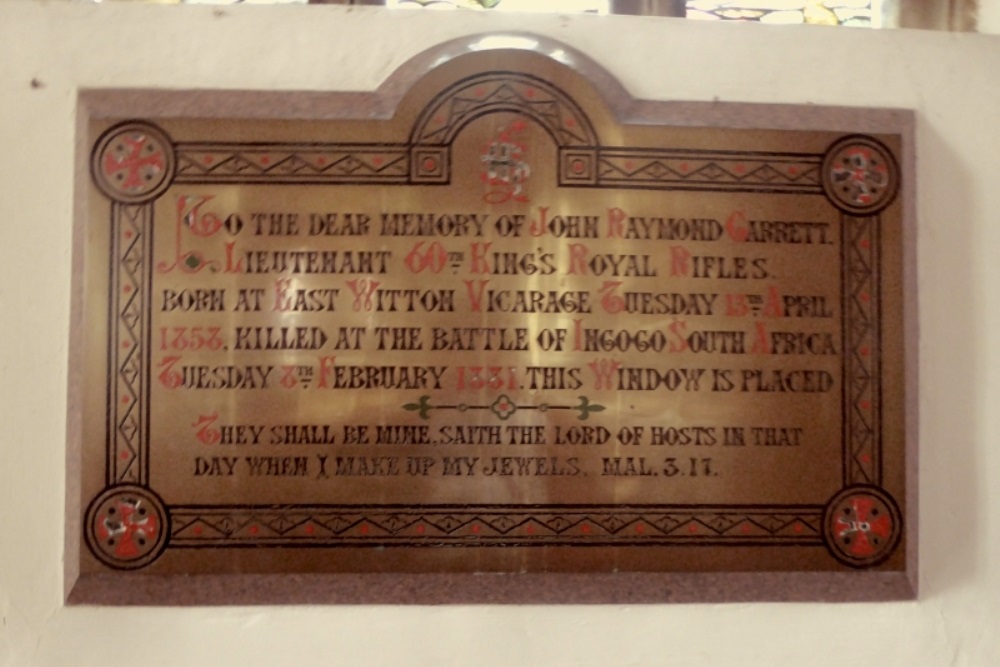 IHS
TO THE DEAR MEMORY OF JOHN RAYMOND GARRETT.
LIEUTENANT 60TH KING'S ROYAL RIFLES.
BORN AT EAST WITTON VICARAGE TUESDAY 13TH APRIL
1858, KILLED AT THE BATTLE OF INGOGO SOUTH AFRICA
TUESDAY 8TH FEBRUARY 1881. THIS WINDOW IS PLACED
THEY SHALL BE MINE, SAITH THE LORD OF HOSTS IN THAT
DAY WHEN I MAKE UP MY JEWELS. MAL. 3.17.